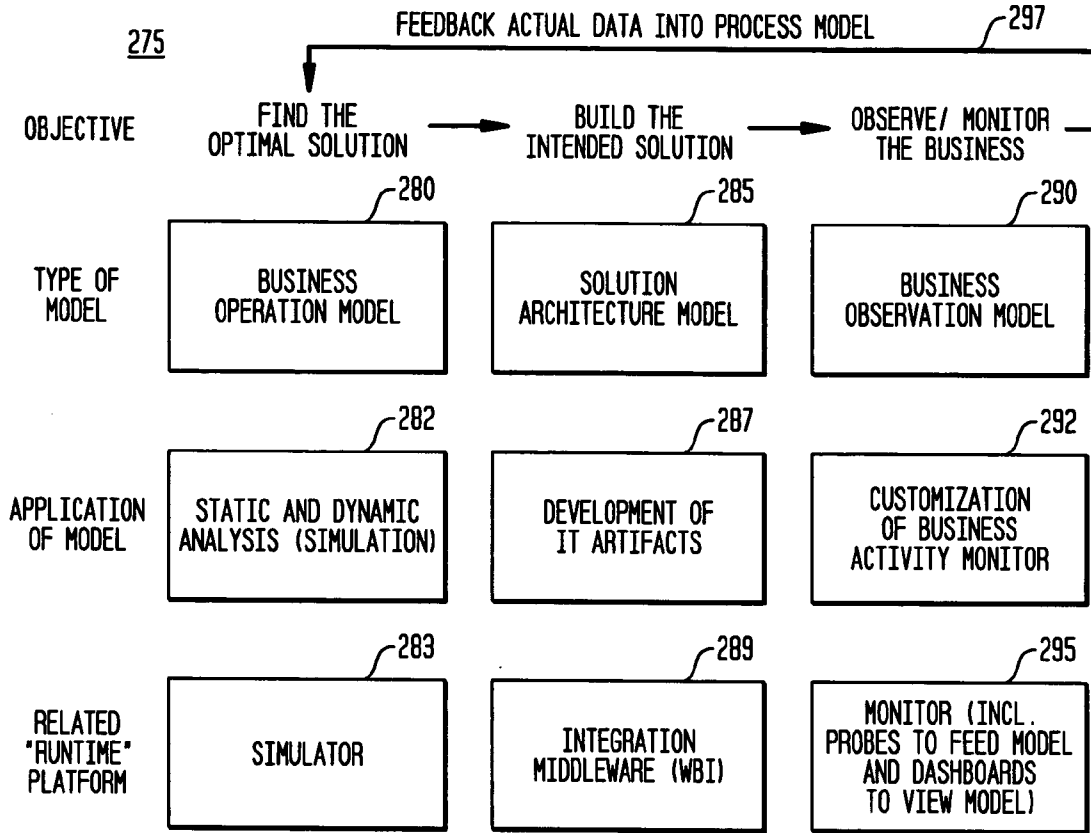 275
FEEDBACK ACTUAL DATA INTO PROCESS MODEL
297
OBJECTIVE
FIND THE
OPTIMAL SOLUTION
BUILD THE
INTENDED SOLUTION
OBSERVE/ MONITOR
THE BUSINESS
280
285
290
TYPE OF
MODEL
BUSINESS
OPERATION MODEL
SOLUTION
ARCHITECTURE MODEL
BUSINESS
OBSERVATION MODEL
282
287
292
APPLICATION
OF MODEL
STATIC AND DYNAMIC
ANALYSIS (SIMULATION)
DEVELOPMENT OF
IT ARTIFACTS
CUSTOMIZATION
OF BUSINESS
ACTIVITY MONITOR
283
289
295
RELATED
"RUNTIME"
PLATFORM
SIMULATOR
INTEGRATION
MIDDLEWARE (WBI)
MONITOR (INCL.
PROBES TO FEED MODEL
AND DASHBOARDS
TO VIEW MODEL)